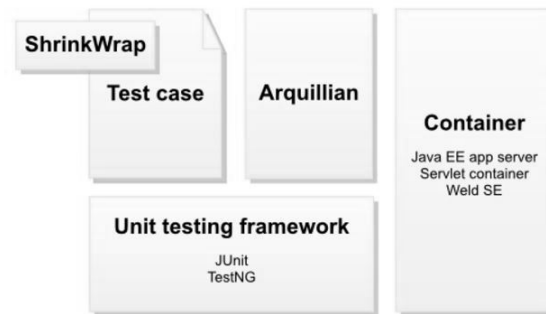 ShrinkWrap
Test case
Arquillian
Container
Java EE app server
Servlet container
Weld SE
Unit testing framework
JUnit
TestNG